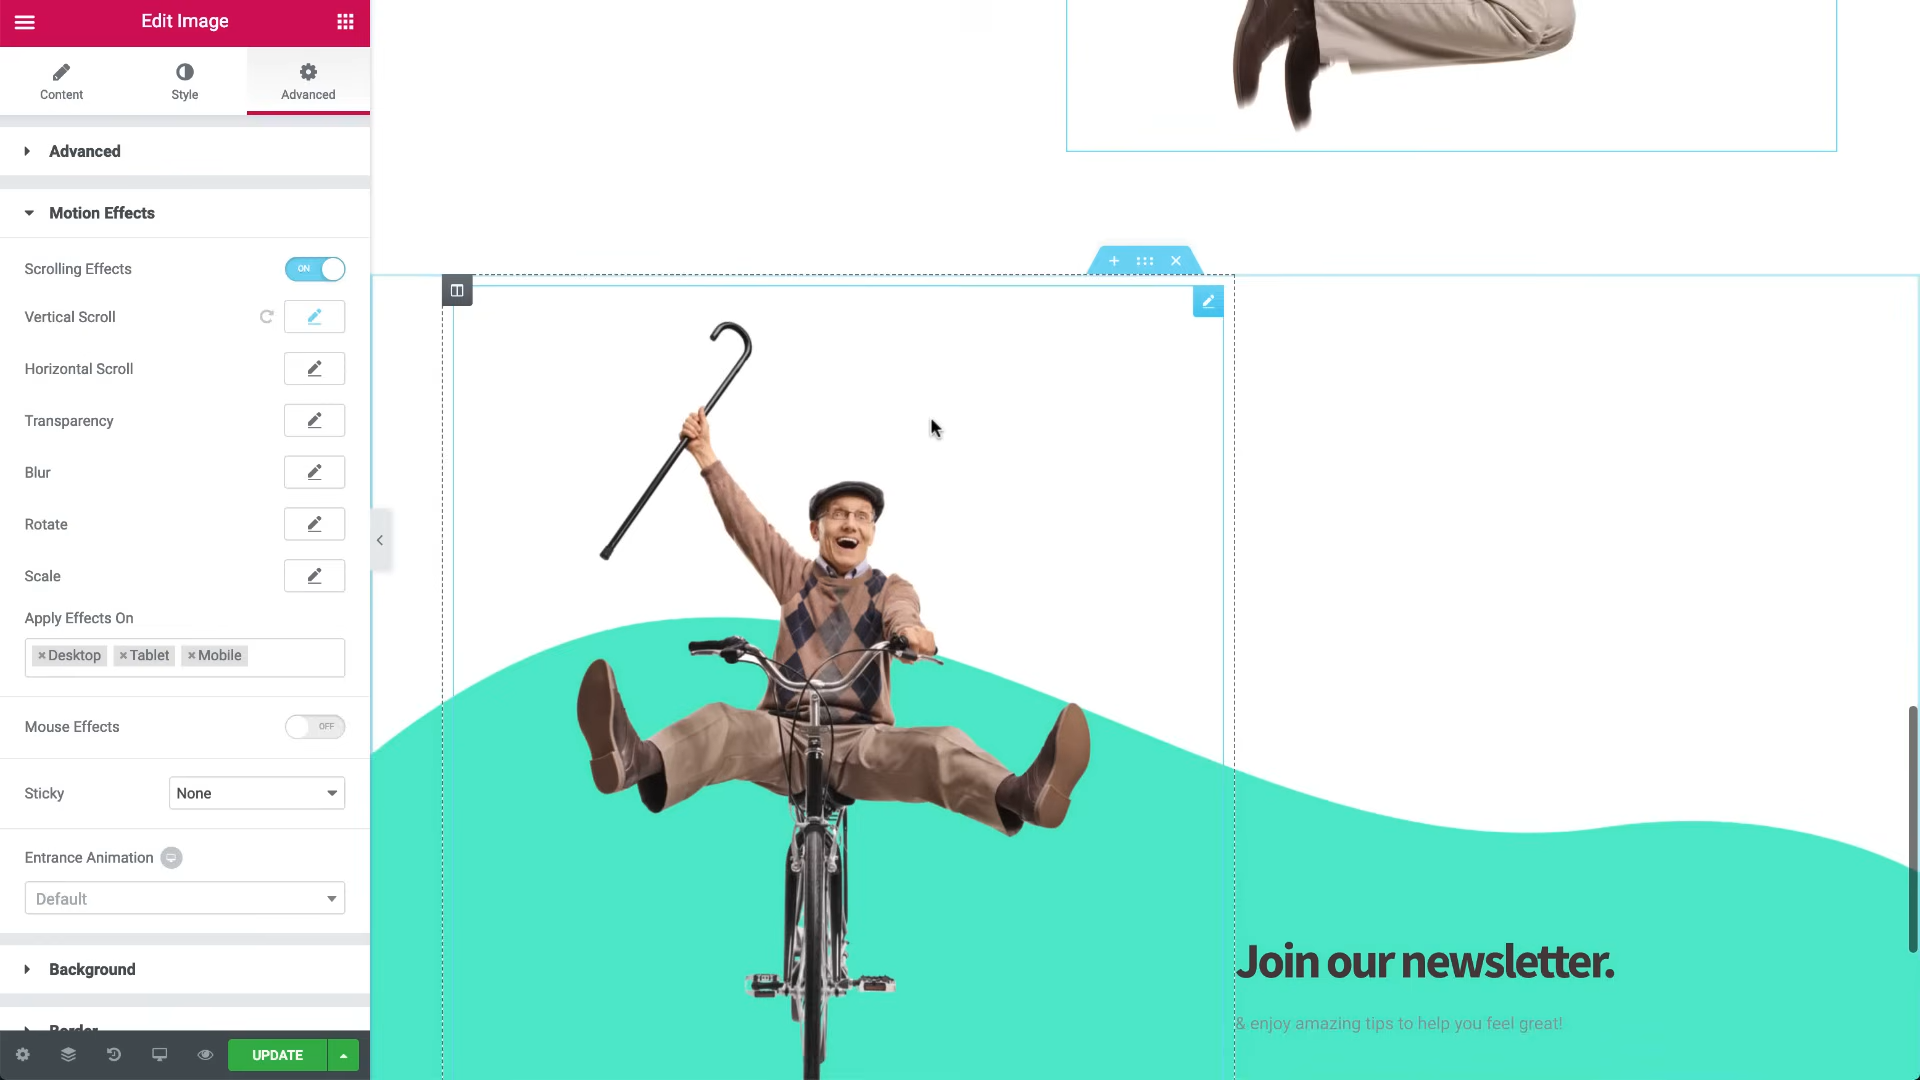 Edit Image
Content
Style
Advanced
Advanced
Motion Effects
Scrolling Effects
ON
Vertical Scroll
Horizontal Scroll
Transparency
Blur
Rotate
Scale
Apply Effects On
× Desktop × Tablet × Mobile
Mouse Effects
OFF
Sticky
None
Entrance Animation
Default
Background
Border
UPDATE
Join our newsletter.
& enjoy amazing tips to help you feel great!